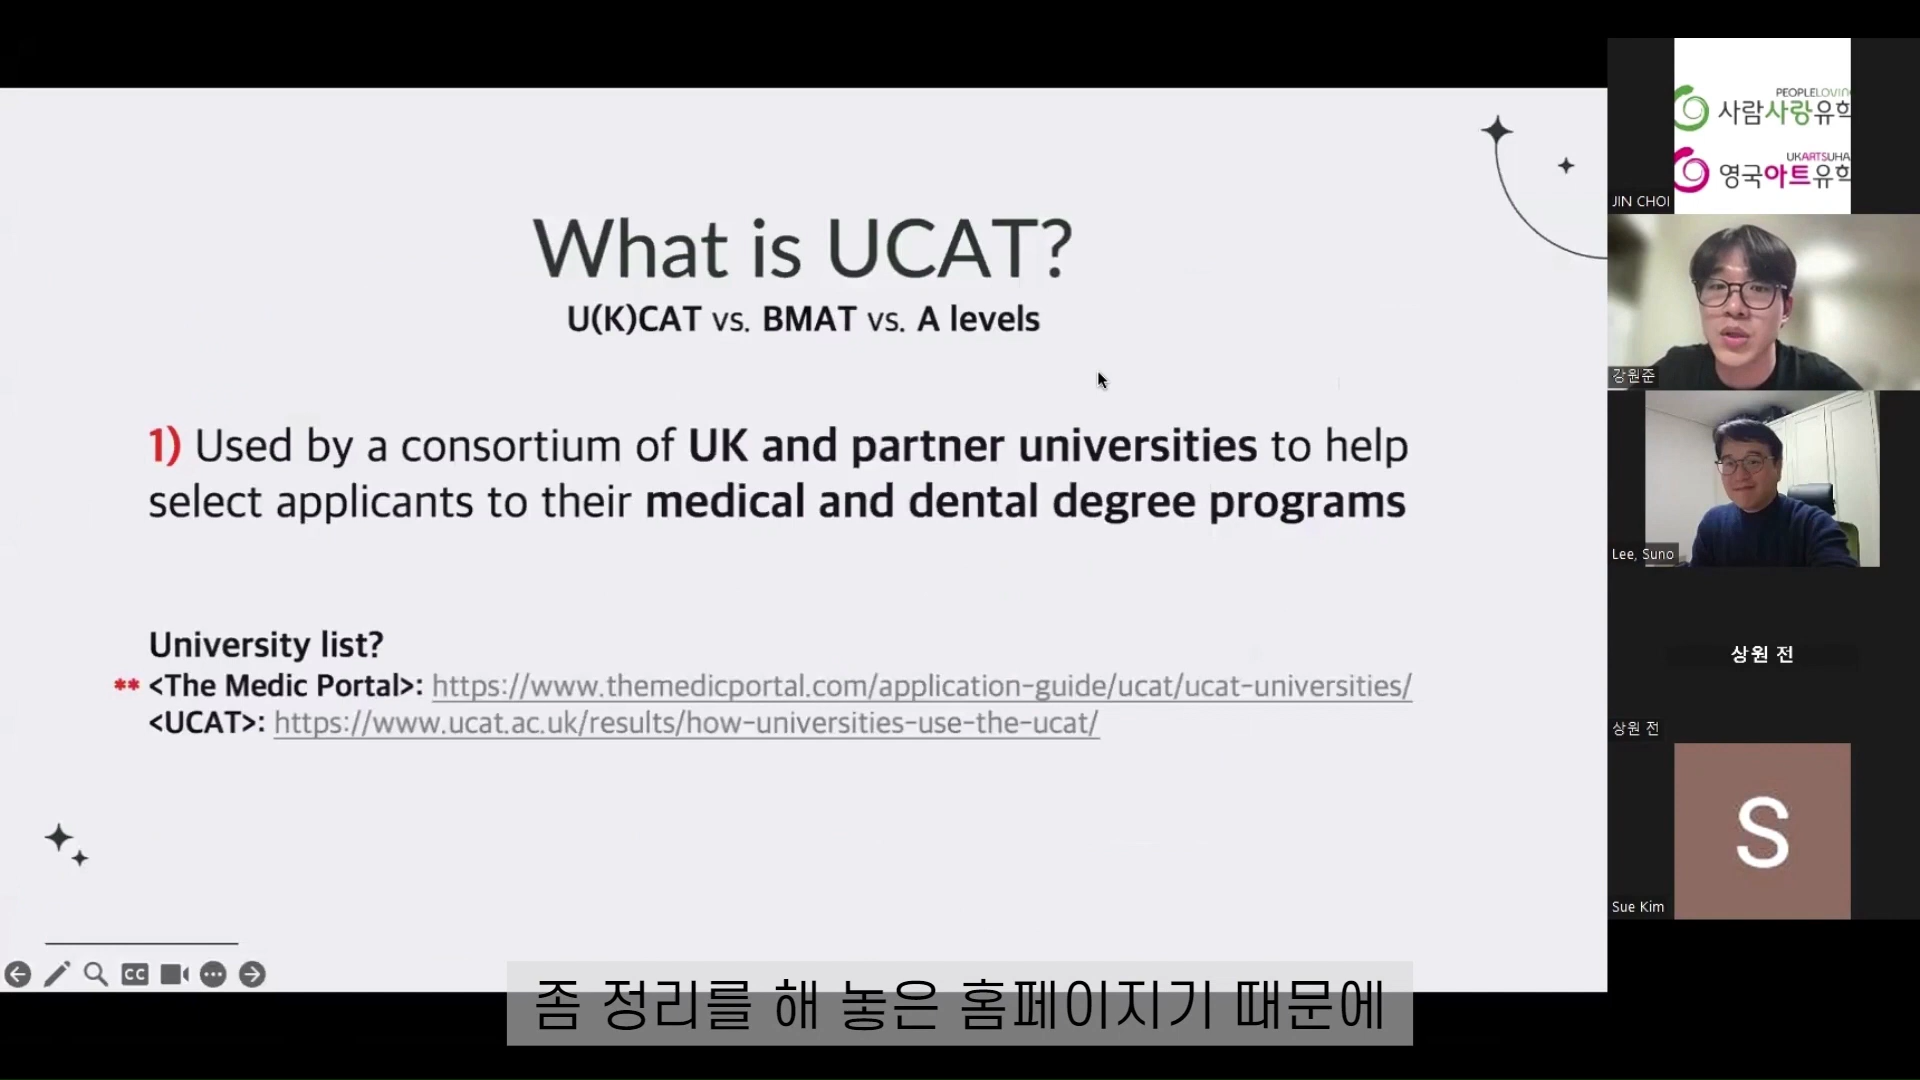 What is UCAT?
U(K)CAT vs. BMAT vs. A levels
1) Used by a consortium of UK and partner universities to help
select applicants to their medical and dental degree programs
University list?
** <The Medic Portal>: https://www.themedicportal.com/application-guide/ucat/ucat-universities/
<UCAT>: https://www.ucat.ac.uk/results/how-universities-use-the-ucat/
CC
좀 정리를 해 놓은 홈페이지기 때문에
PEOPLELOVIN
사람사랑유학
UKARTSUHA
영국아트유학
JIN CHOI
강원준
Lee, Suno
상원 전
상원 전
S
Sue Kim